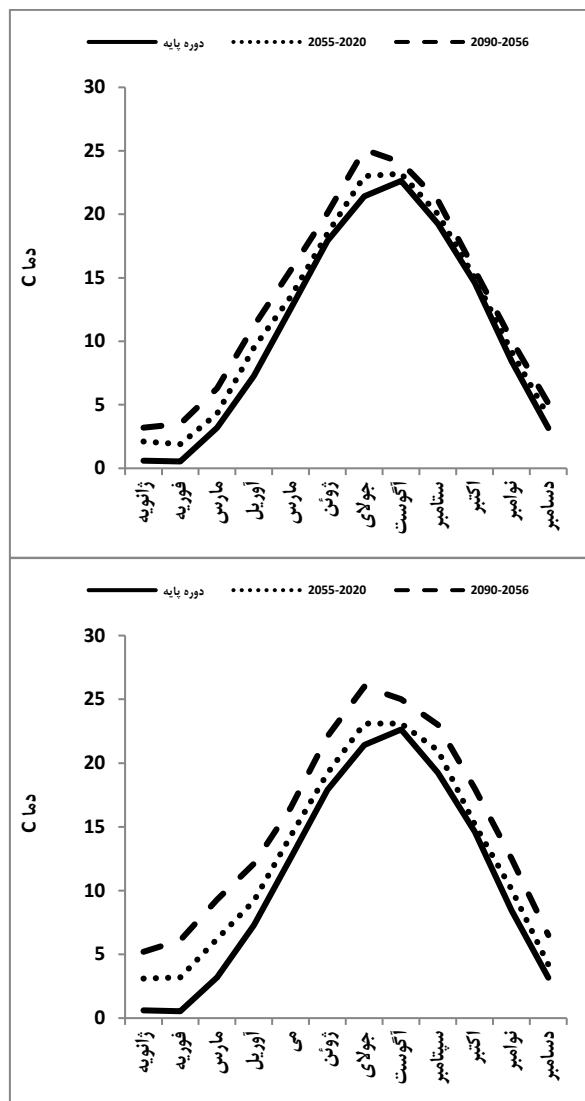 دوره پایه 2055-2020 2090-2056
30
25
20
15
10
5
0
دما C
ژانویه
فوریه
مارس
آوریل
مارس
ژوئن
جولای
آگوست
ستامبر
اکتبر
نوامبر
دسامبر
دوره پایه 2055-2020 2090-2056
30
25
20
15
10
5
0
دما C
ژانویه
فوریه
مارس
آوریل
می
ژوئن
جولای
آگوست
سپتامبر
اکتبر
نوامبر
دسامبر